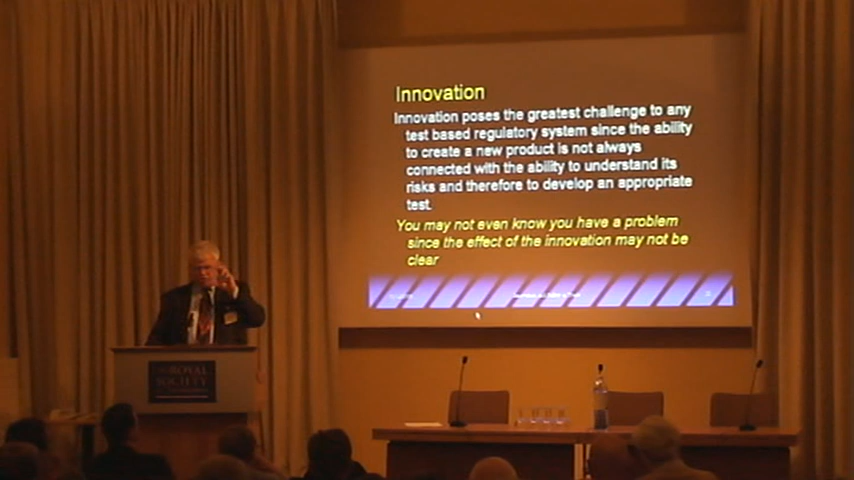 Innovation
Innovation poses the greatest challenge to any
test based regulatory system since the ability
to create a new product is not always
connected with the ability to understand its
risks and therefore to develop an appropriate
test.
You may not even know you have a problem
since the effect of the innovation may not be
clear
ROYAL
SOCIETY